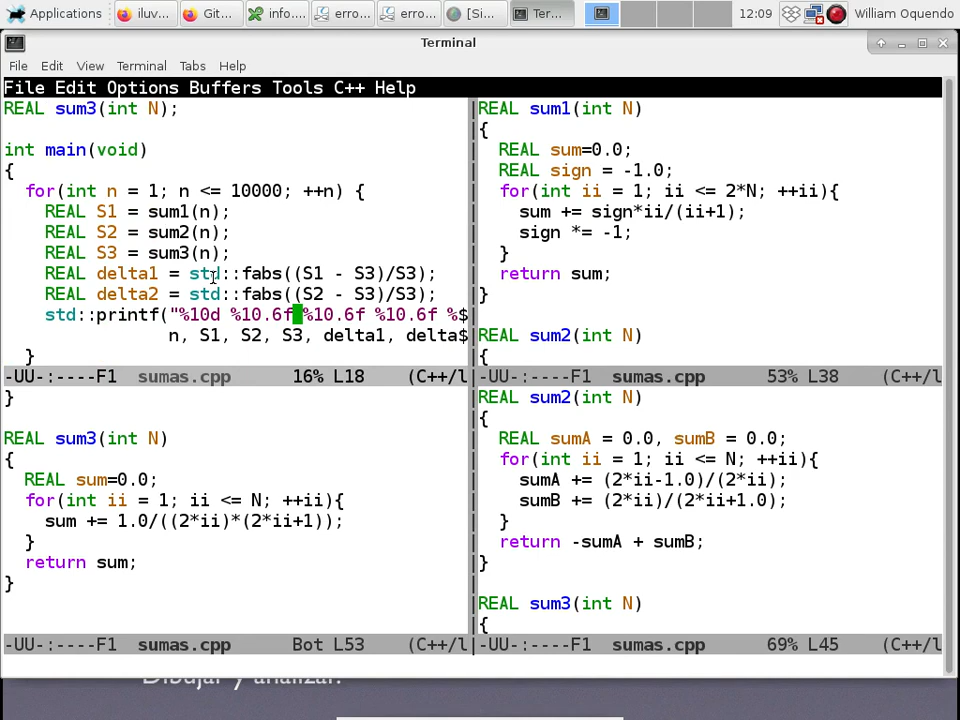 Applications iluv... Git... info.... erro... erro... [Si... Ter... 12:09 William Oquendo
Terminal
File Edit View Terminal Tabs Help
File Edit Options Buffers Tools C++ Help
REAL sum3(int N);
int main(void)
{
for(int n = 1; n <= 10000; ++n) {
REAL S1 = sum1(n);
REAL S2 = sum2(n);
REAL S3 = sum3(n);
REAL delta1 = std::fabs((S1 - S3)/S3);
REAL delta2 = std::fabs((S2 - S3)/S3);
std::printf("%10d %10.6f %10.6f %10.6f %$
n, S1, S2, S3, delta1, delta$
}
-UU-:----F1 sumas.cpp 16% L18 (C++/l
REAL sum1(int N)
{
REAL sum=0.0;
REAL sign = -1.0;
for(int ii = 1; ii <= 2*N; ++ii){
sum += sign*ii/(ii+1);
sign *= -1;
}
return sum;
}
REAL sum2(int N)
{
-UU-:----F1 sumas.cpp 53% L38 (C++/l
}
REAL sum3(int N)
{
REAL sum=0.0;
for(int ii = 1; ii <= N; ++ii){
sum += 1.0/((2*ii)*(2*ii+1));
}
return sum;
}
-UU-:----F1 sumas.cpp Bot L53 (C++/l
REAL sum2(int N)
{
REAL sumA = 0.0, sumB = 0.0;
for(int ii = 1; ii <= N; ++ii){
sumA += (2*ii-1.0)/(2*ii);
sumB += (2*ii)/(2*ii+1.0);
}
return -sumA + sumB;
}
REAL sum3(int N)
{
-UU-:----F1 sumas.cpp 69% L45 (C++/l
Dibujar y analizar.